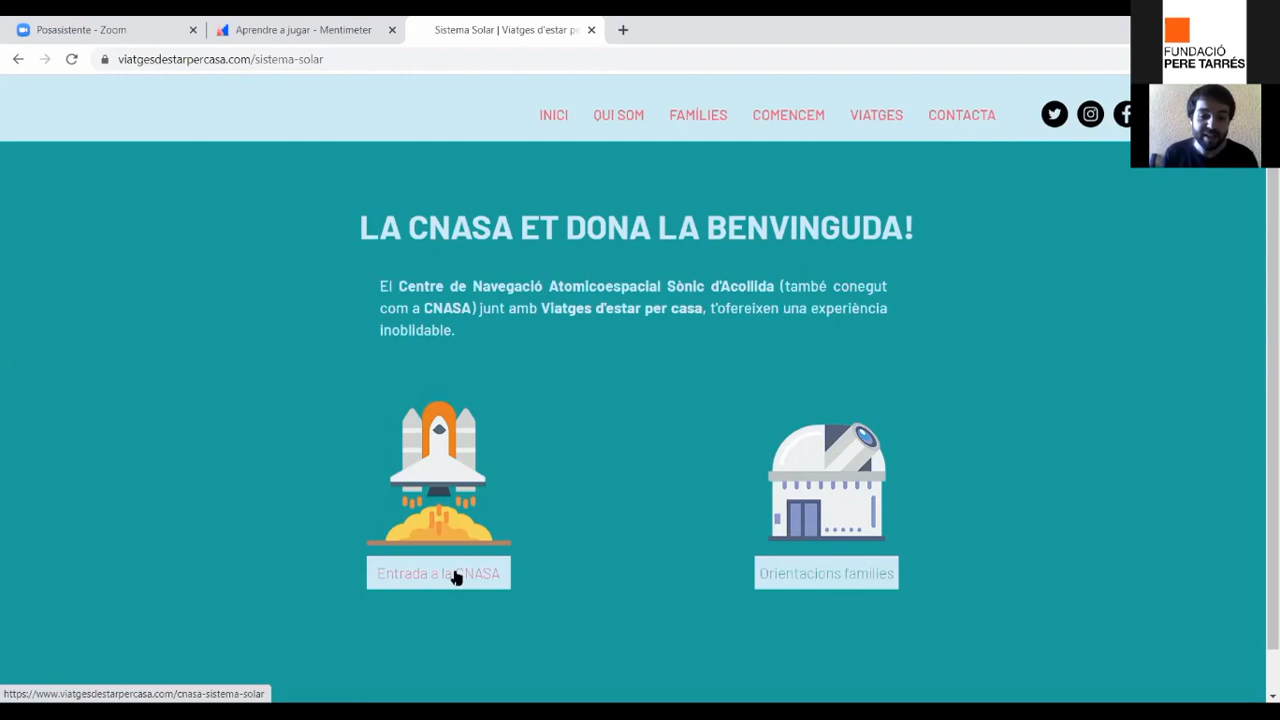 Posasistente - Zoom
Aprendre a jugar - Mentimeter
Sistema Solar | Viatges d'estar pe
viatgesdestarpercasa.com/sistema-solar
FUNDACIÓ
PERE TARRÉS
INICI QUI SOM FAMÍLIES COMENCEM VIATGES CONTACTA
LA CNASA ET DONA LA BENVINGUDA!
El Centre de Navegació Atomicoespacial Sònic d'Acollida (també conegut
com a CNASA) junt amb Viatges d'estar per casa, t'ofereixen una experiència
inoblidable.
Entrada a la CNASA
Orientacions famílies
https://www.viatgesdestarpercasa.com/cnasa-sistema-solar